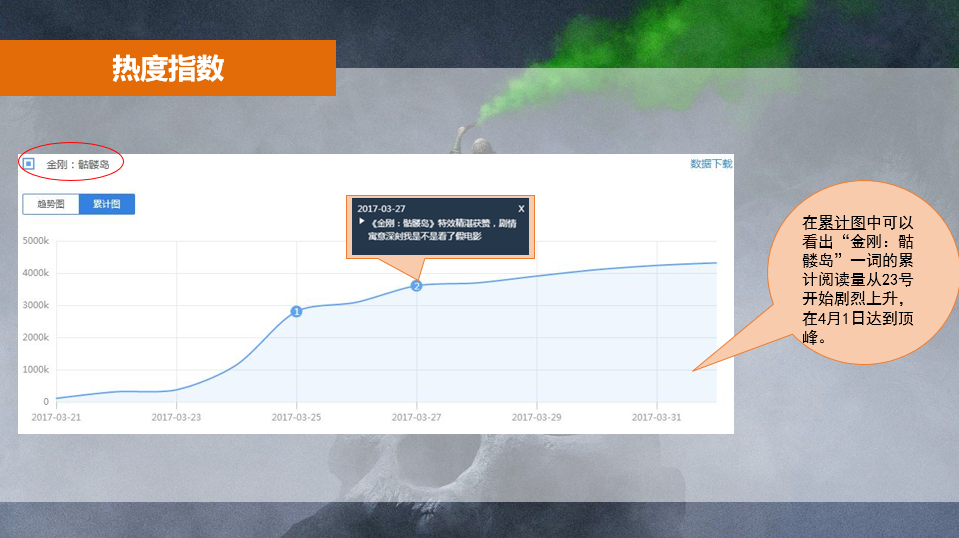 热度指数
金刚：骷髅岛
数据下载
趋势图 累计图
2017-03-27 X
《金刚：骷髅岛》特效精湛获赞，剧情
寓意深刻我是不是看了假电影
5000k
4000k
3000k
2000k
1000k
0
1
2
2017-03-21 2017-03-23 2017-03-25 2017-03-27 2017-03-29 2017-03-31
在累计图中可以
看出“金刚：骷
髅岛”一词的累
计阅读量从23号
开始剧烈上升，
在4月1日达到顶
峰。